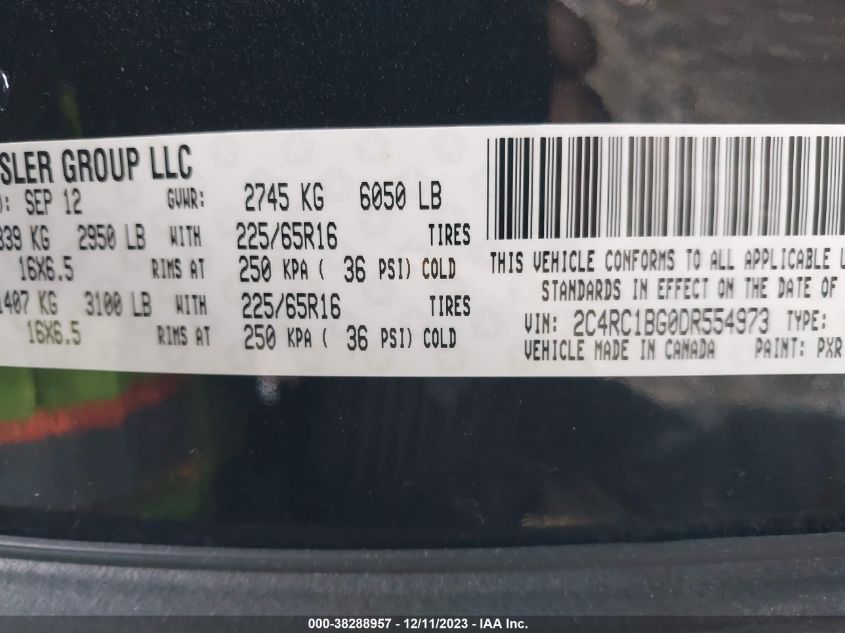 SLER GROUP LLC
: SEP 12 GVWR: 2745 KG 6050 LB
339 KG 2950 LB WITH 225/65R16 TIRES
16X6.5 RIMS AT 250 KPA ( 36 PSI) COLD
1407 KG 3100 LB WITH 225/65R16 TIRES
16X6.5 RIMS AT 250 KPA ( 36 PSI) COLD
THIS VEHICLE CONFORMS TO ALL APPLICABLE
STANDARDS IN EFFECT ON THE DATE OF
VIN: 2C4RC1BG0DR554973 TYPE:
VEHICLE MADE IN CANADA PAINT: PXR
000-38288957 - 12/11/2023 - IAA Inc.